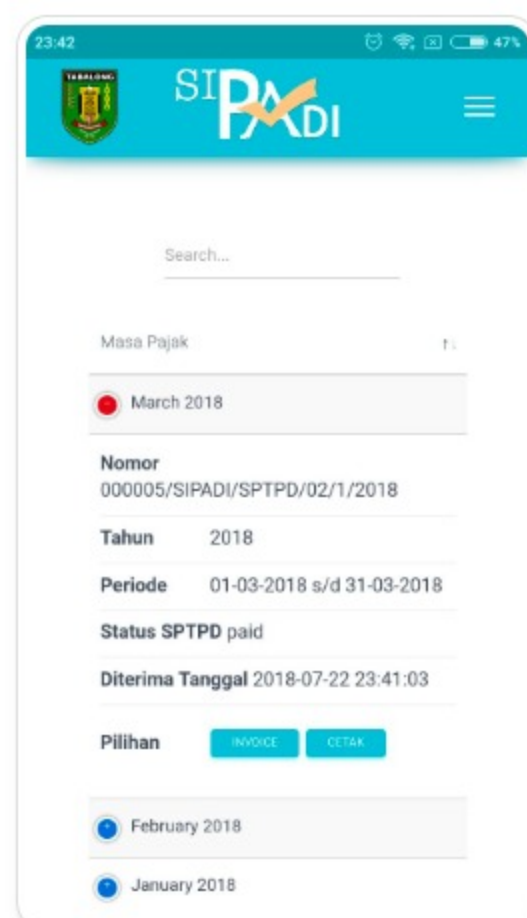 23:42 47%
TABALONG
SIPADI
Search...
Masa Pajak
March 2018
Nomor
000005/SIPADI/SPTPD/02/1/2018
Tahun 2018
Periode 01-03-2018 s/d 31-03-2018
Status SPTPD paid
Diterima Tanggal 2018-07-22 23:41:03
Pilihan INVOICE CETAK
February 2018
January 2018